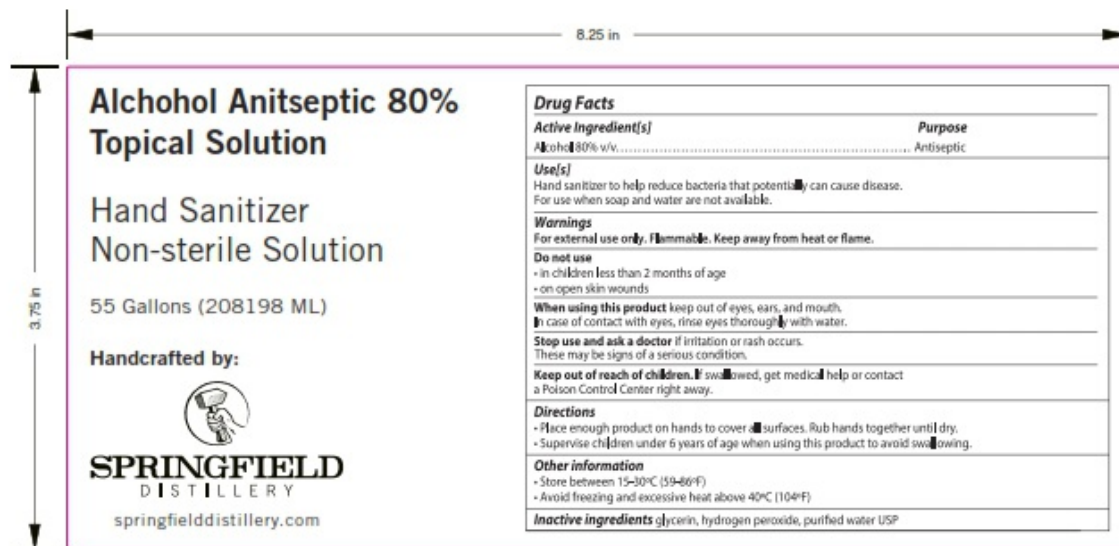 8.25 in
3.75 in
Alchohol Anitseptic 80%
Topical Solution
Hand Sanitizer
Non-sterile Solution
55 Gallons (208198 ML)
Handcrafted by:
SPRINGFIELD
DISTILLERY
springfielddistillery.com
Drug Facts
Active Ingredient[s] Purpose
Alcohol 80% v/v........................................................................ Antiseptic
Use[s]
Hand sanitizer to help reduce bacteria that potentially can cause disease.
For use when soap and water are not available.
Warnings
For external use only. Flammable. Keep away from heat or flame.
Do not use
• in children less than 2 months of age
• on open skin wounds
When using this product keep out of eyes, ears, and mouth.
In case of contact with eyes, rinse eyes thoroughly with water.
Stop use and ask a doctor if irritation or rash occurs.
These may be signs of a serious condition.
Keep out of reach of children. If swallowed, get medical help or contact
a Poison Control Center right away.
Directions
• Place enough product on hands to cover all surfaces. Rub hands together until dry.
• Supervise children under 6 years of age when using this product to avoid swallowing.
Other information
• Store between 15-30ºC (59-86ºF)
• Avoid freezing and excessive heat above 40ºC (104ºF)
Inactive ingredients glycerin, hydrogen peroxide, purified water USP